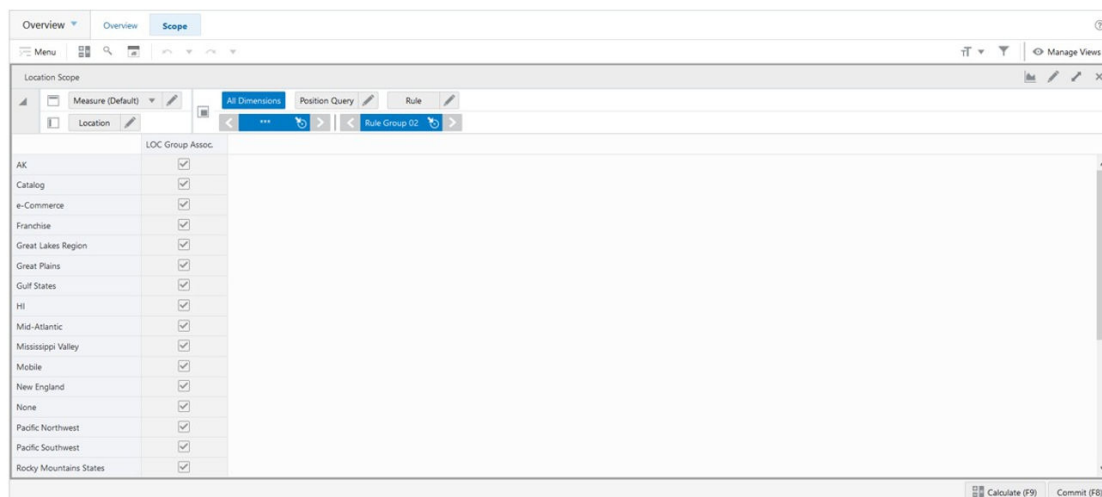 Overview Overview Scope
Menu Manage Views
Location Scope
Measure (Default) All Dimensions Position Query Rule
Location *** Rule Group 02
LOC Group Assoc.
AK
Catalog
e-Commerce
Franchise
Great Lakes Region
Great Plains
Gulf States
HI
Mid-Atlantic
Mississippi Valley
Mobile
New England
None
Pacific Northwest
Pacific Southwest
Rocky Mountains States
Calculate (F9) Commit (F8)